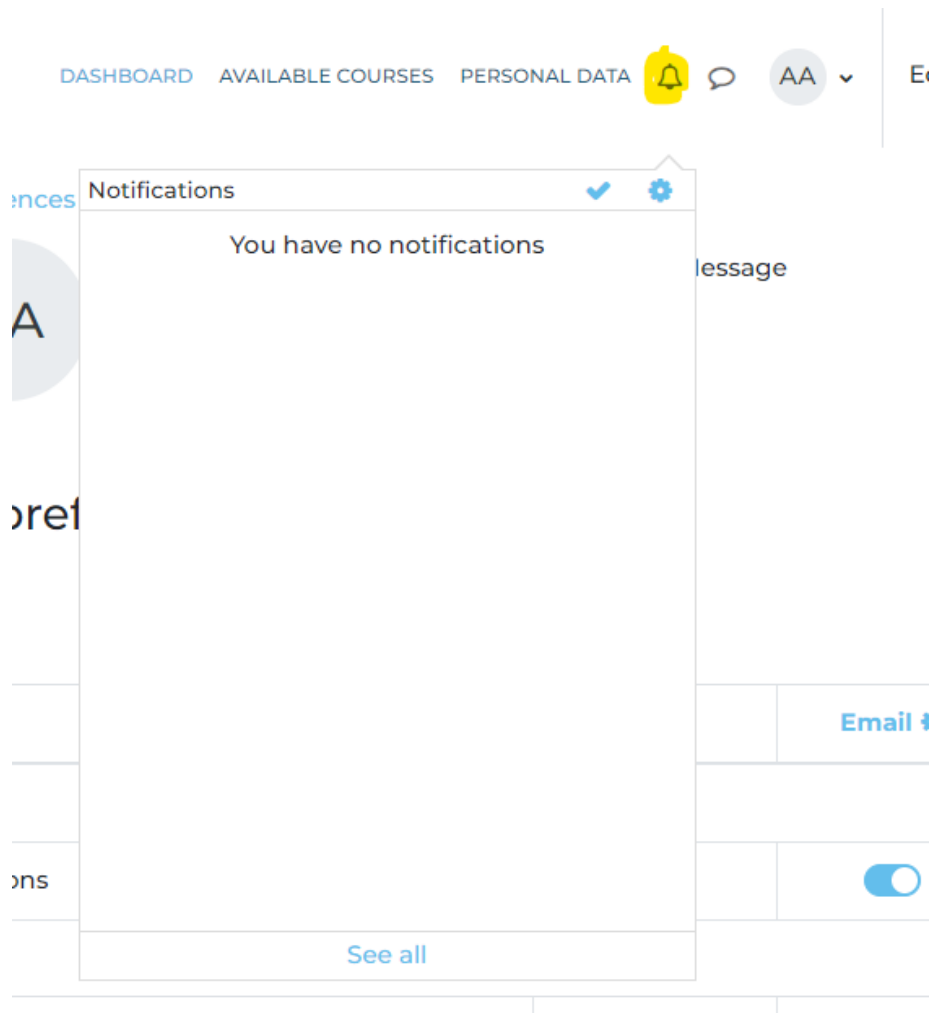 DASHBOARD AVAILABLE COURSES PERSONAL DATA AA
Notifications
You have no notifications
A
Email
See all